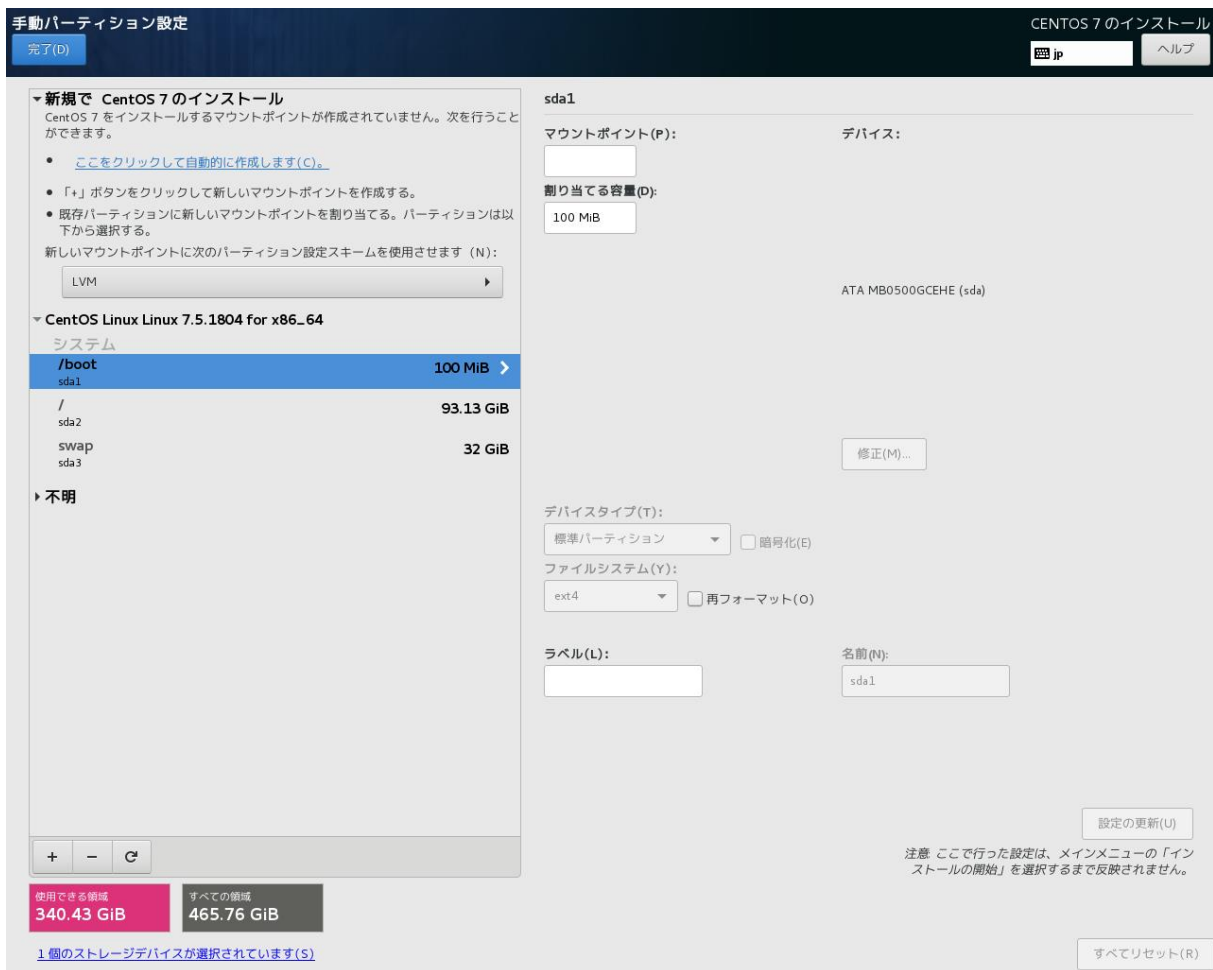 手動パーティション設定
CENTOS 7 のインストール
完了(D)
jp
ヘルプ
新規で CentOS 7 のインストール
CentOS 7 をインストールするマウントポイントが作成されていません。次を行うこと
ができます。
ここをクリックして自動的に作成します(C)。
「+」ボタンをクリックして新しいマウントポイントを作成する。
既存パーティションに新しいマウントポイントを割り当てる。パーティションは以
下から選択する。
新しいマウントポイントに次のパーティション設定スキームを使用させます (N):
LVM
CentOS Linux Linux 7.5.1804 for x86_64
システム
/boot 100 MiB
sda1
/ 93.13 GiB
sda2
swap 32 GiB
sda3
不明
+ −
使用できる領域
340.43 GiB
すべての領域
465.76 GiB
1 個のストレージデバイスが選択されています(S)
sda1
マウントポイント(P):
デバイス:
割り当てる容量(D):
100 MiB
ATA MB0500GCEHE (sda)
修正(M)...
デバイスタイプ(T):
標準パーティション
暗号化(E)
ファイルシステム(Y):
ext4
再フォーマット(O)
ラベル(L):
名前(N):
sda1
設定の更新(U)
注意: ここで行った設定は、メインメニューの「イン
ストールの開始」を選択するまで反映されません。
すべてリセット(R)